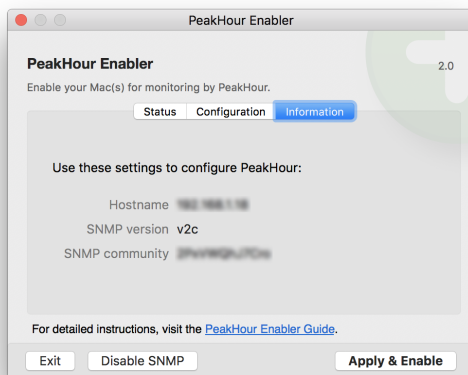 PeakHour Enabler
PeakHour Enabler
2.0
Enable your Mac(s) for monitoring by PeakHour.
Status Configuration Information
Use these settings to configure PeakHour:
Hostname
SNMP version v2c
SNMP community
For detailed instructions, visit the PeakHour Enabler Guide.
Exit Disable SNMP Apply & Enable